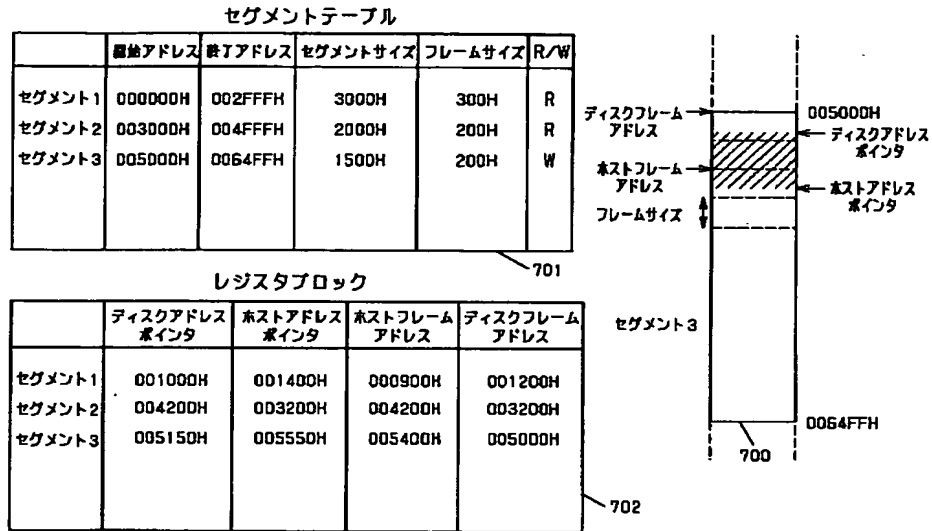 セグメントテーブル
開始アドレス 終了アドレス セグメントサイズ フレームサイズ R/W
セグメント1 000000H 002FFFH 3000H 300H R
セグメント2 003000H 004FFFH 2000H 200H R
セグメント3 005000H 0064FFH 1500H 200H W
701
レジスタブロック
ディスクアドレス ホストアドレス ホストフレーム ディスクフレーム
ポインタ ポインタ アドレス アドレス
セグメント1 001000H 001400H 000900H 001200H
セグメント2 004200H 003200H 004200H 003200H
セグメント3 005150H 005550H 005400H 005000H
702
ディスクフレーム
アドレス
005000H
ディスクアドレス
ポインタ
ホストフレーム
アドレス
ホストアドレス
ポインタ
フレームサイズ
セグメント3
0064FFH
700